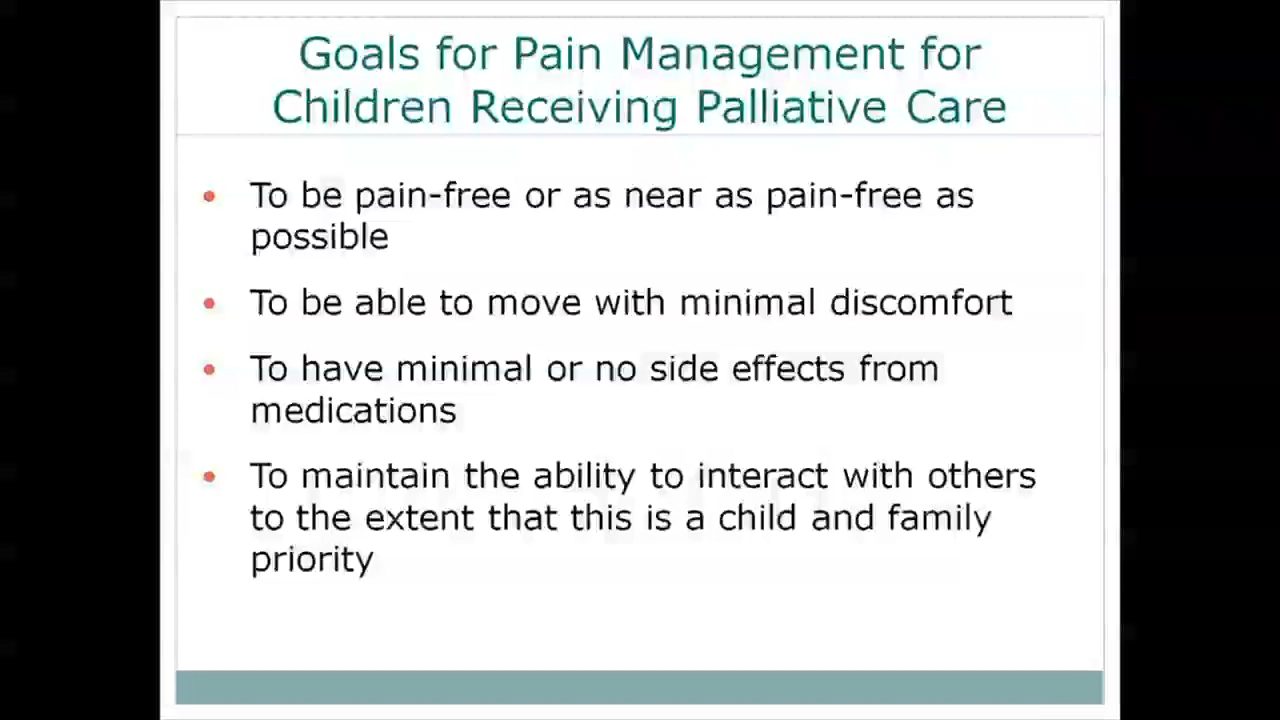 Goals for Pain Management for
Children Receiving Palliative Care
• To be pain-free or as near as pain-free as
possible
• To be able to move with minimal discomfort
• To have minimal or no side effects from
medications
• To maintain the ability to interact with others
to the extent that this is a child and family
priority